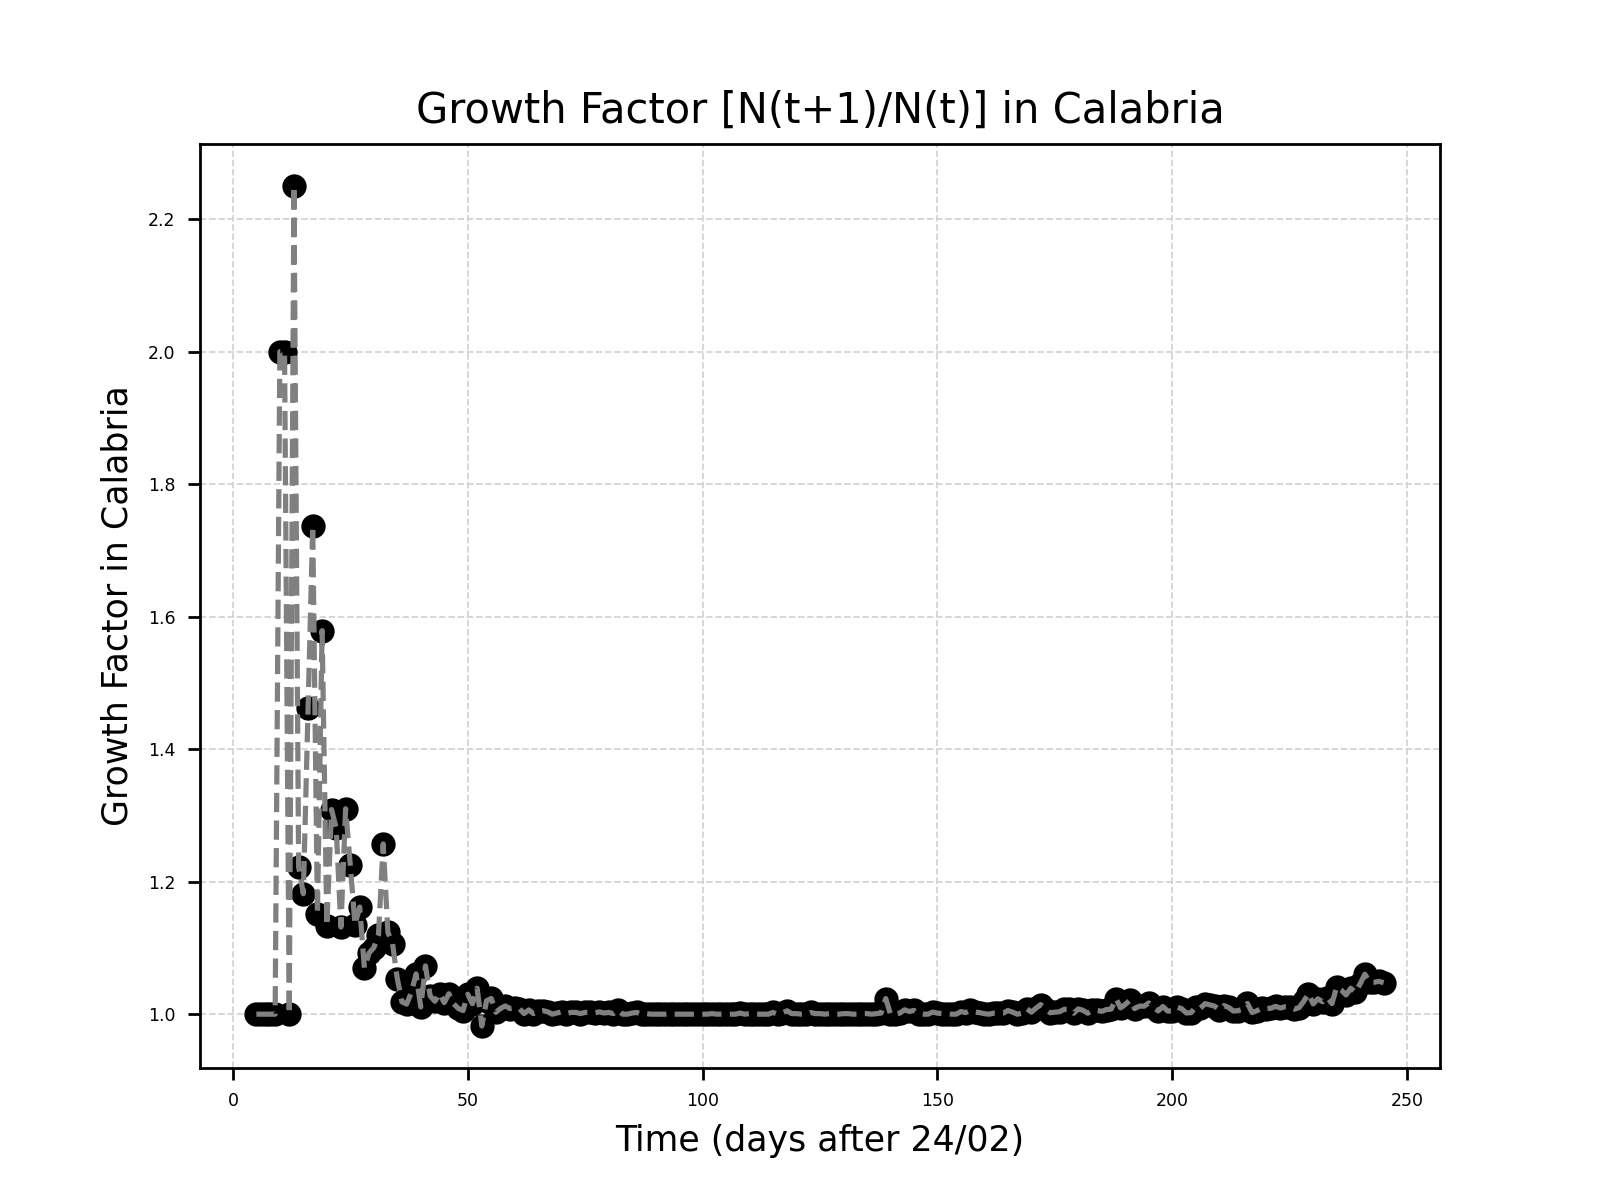 Growth Factor [N(t+1)/N(t)] in Calabria
Growth Factor in Calabria
2.2
2.0
1.8
1.6
1.4
1.2
1.0
0 50 100 150 200 250
Time (days after 24/02)